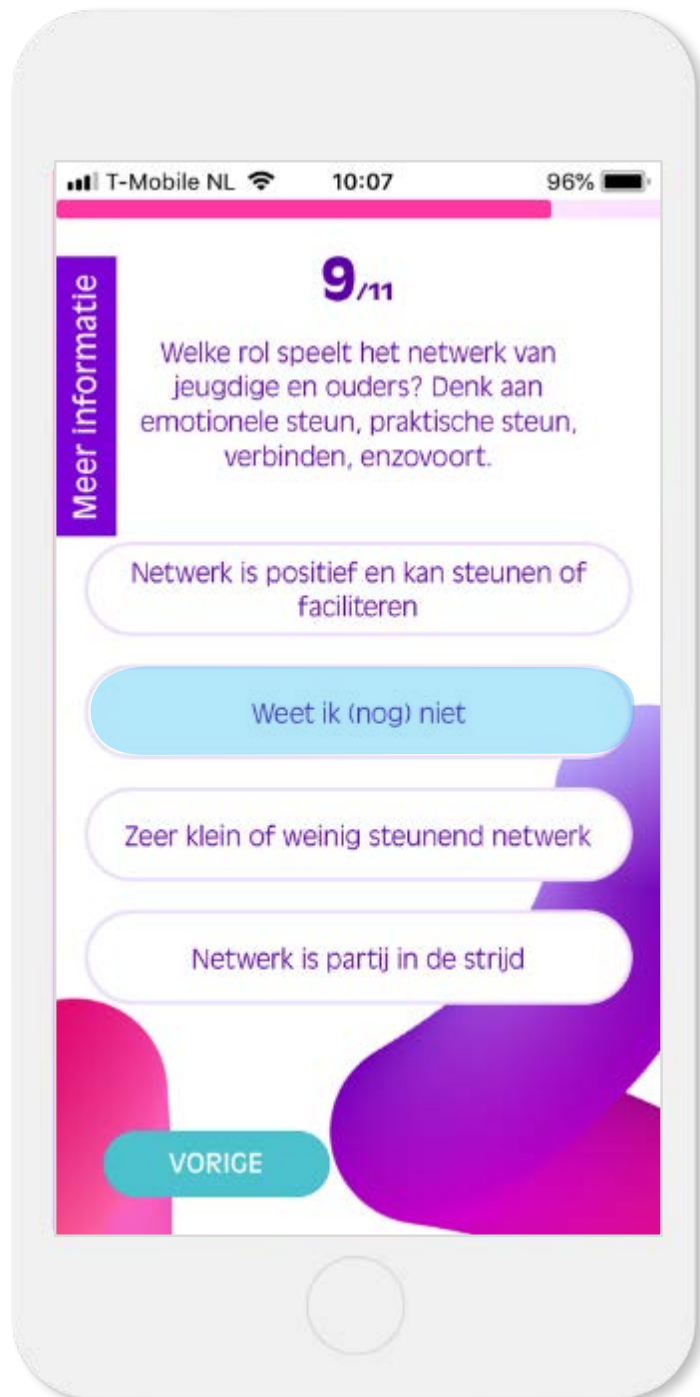 T-Mobile NL 10:07 96%
9/11
Meer informatie
Welke rol speelt het netwerk van
jeugdige en ouders? Denk aan
emotionele steun, praktische steun,
verbinden, enzovoort.
Netwerk is positief en kan steunen of
faciliteren
Weet ik (nog) niet
Zeer klein of weinig steunend netwerk
Netwerk is partij in de strijd
VORIGE